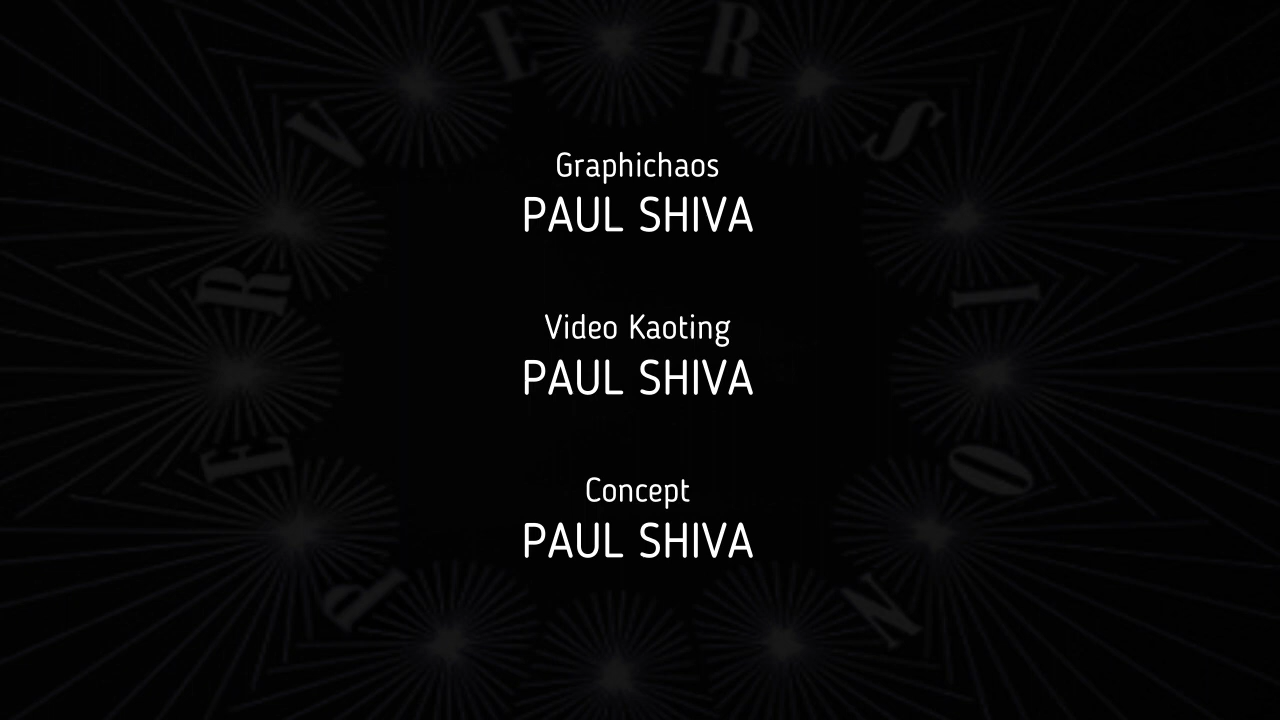 PERVERSION
Graphichaos
PAUL SHIVA
Video Kaoting
PAUL SHIVA
Concept
PAUL SHIVA